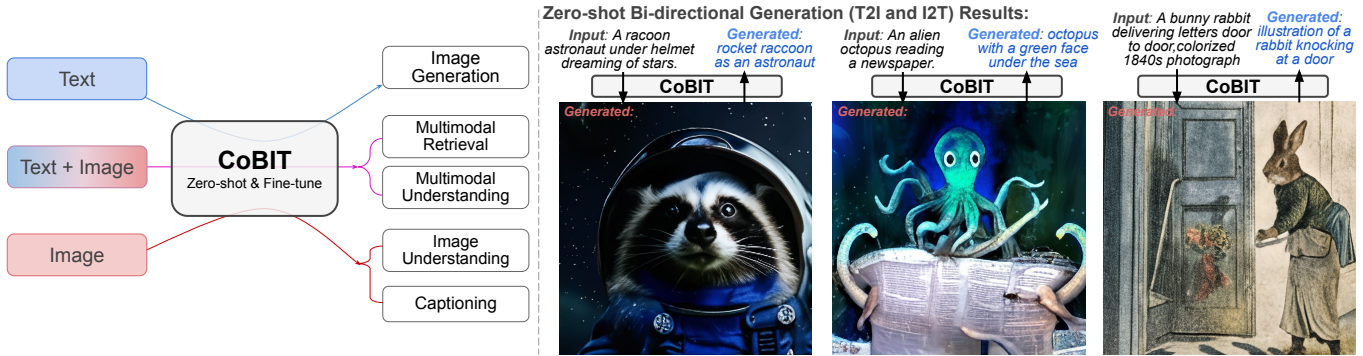 Text
Text + Image
Image
CoBIT
Zero-shot & Fine-tune
Image
Generation
Multimodal
Retrieval
Multimodal
Understanding
Image
Understanding
Captioning
Zero-shot Bi-directional Generation (T2I and I2T) Results:
Input: A racoon
astronaut under helmet
dreaming of stars.
Generated:
rocket raccoon
as an astronaut
CoBIT
Generated:
Input: An alien
octopus reading
a newspaper.
Generated: octopus
with a green face
under the sea
CoBIT
Generated:
Input: A bunny rabbit
delivering letters door
to door,colorized
1840s photograph
Generated:
illustration of a
rabbit knocking
at a door
CoBIT
Generated: